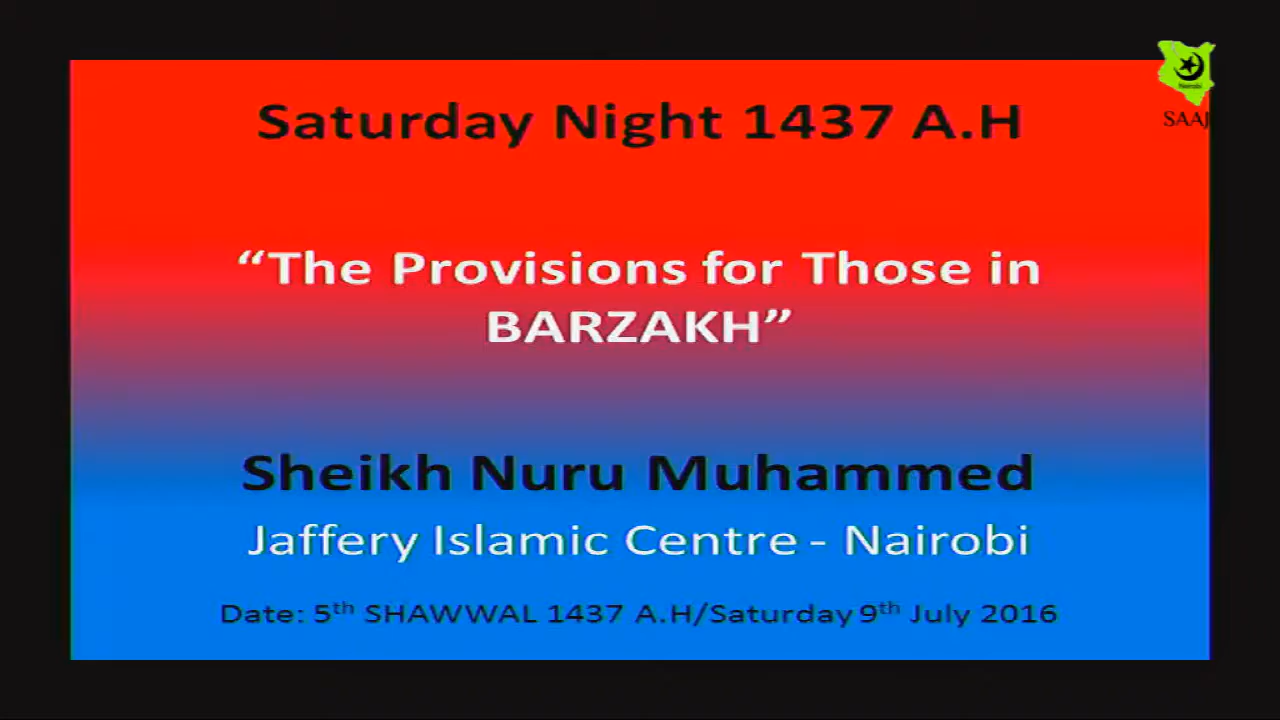 Nairobi
SAAJ
Saturday Night 1437 A.H
“The Provisions for Those in
BARZAKH”
Sheikh Nuru Muhammed
Jaffery Islamic Centre - Nairobi
Date: 5th SHAWWAL 1437 A.H/Saturday 9th July 2016